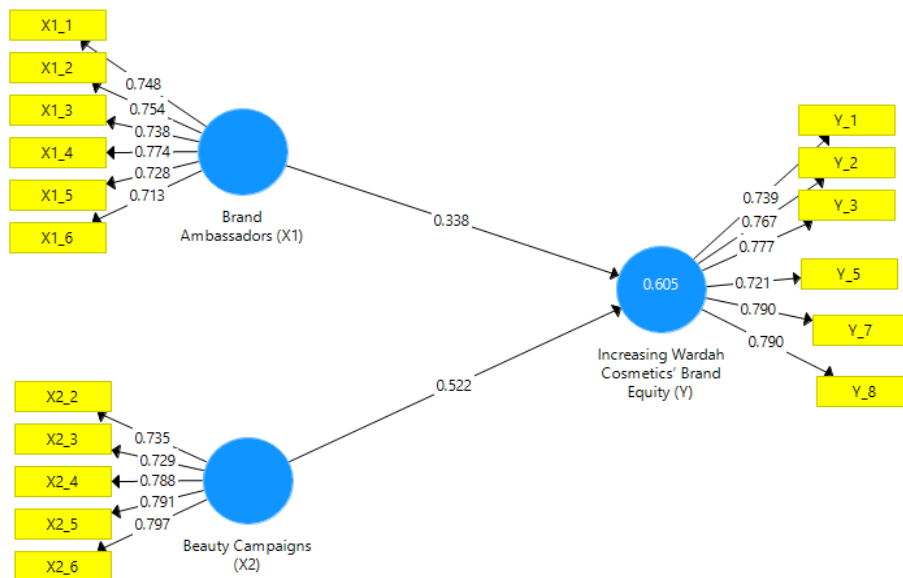 X1_1
X1_2
X1_3
X1_4
X1_5
X1_6
0.748
0.754
0.738
0.774
0.728
0.713
Brand
Ambassadors (X1)
0.338
X2_2
X2_3
X2_4
X2_5
X2_6
0.735
0.729
0.788
0.791
0.797
Beauty Campaigns
(X2)
0.522
0.605
Increasing Wardah
Cosmetics’ Brand
Equity (Y)
0.739
0.767
0.777
0.721
0.790
0.790
Y_1
Y_2
Y_3
Y_5
Y_7
Y_8